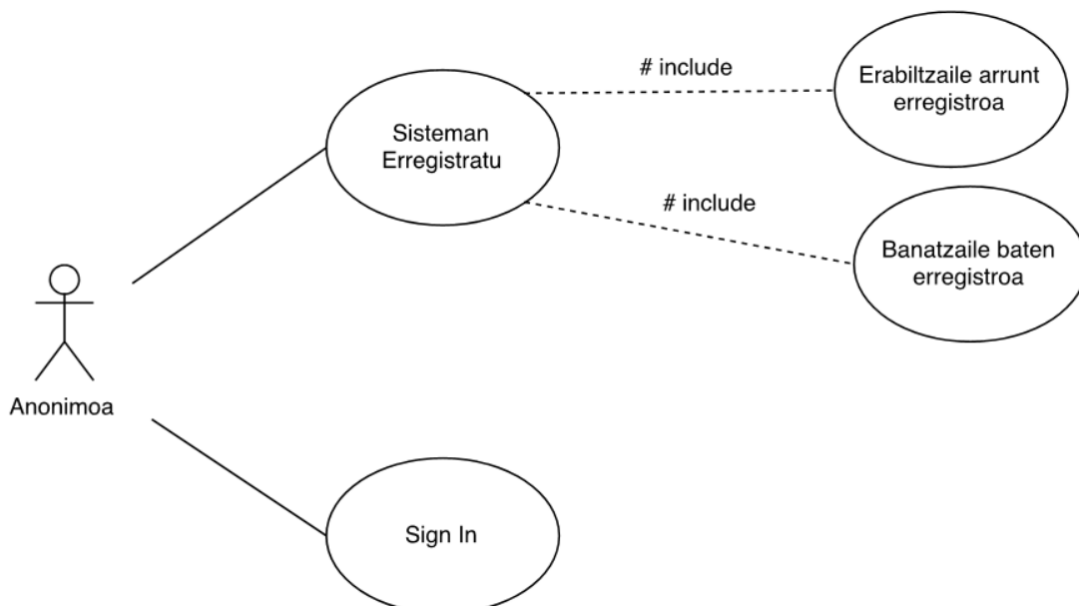 # include
Erabiltzaile arrunt
erregistroa
Sisteman
Erregistratu
# include
Banatzaile baten
erregistroa
Anonimoa
Sign In